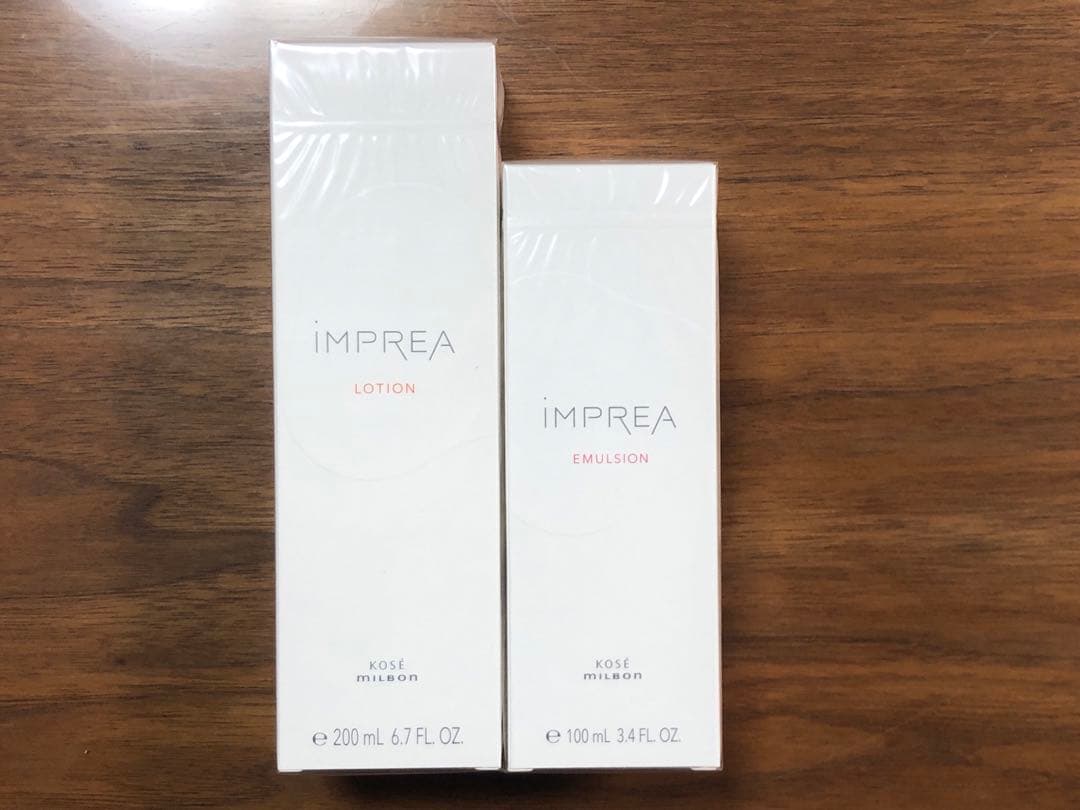 iMPREA
LOTION
KOSÉ
MILBON
℮ 200 mL 6.7 FL. OZ.
iMPREA
EMULSION
KOSÉ
MILBON
℮ 100 mL 3.4 FL. OZ.